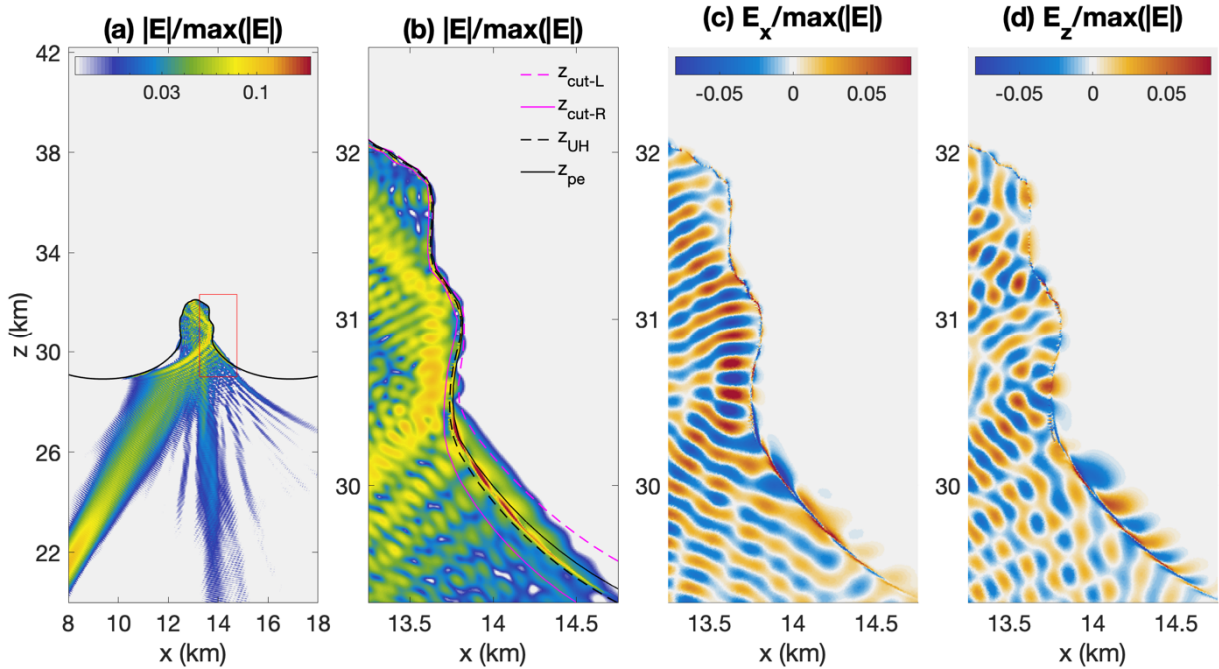 (a) |E|/max(|E|)
(b) |E|/max(|E|)
(c) E_x/max(|E|)
(d) E_z/max(|E|)
0.03 0.1
-0.05 0 0.05
-0.05 0 0.05
z_cut-L
z_cut-R
z_UH
z_pe
z (km)
42
38
34
30
26
22
32
31
30
32
31
30
32
31
30
8 10 12 14 16 18
13.5 14 14.5
13.5 14 14.5
13.5 14 14.5
x (km)
x (km)
x (km)
x (km)